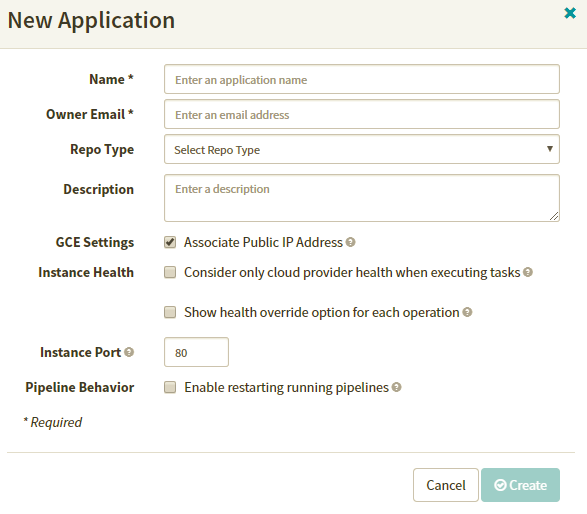 New Application
Name *
Enter an application name
Owner Email *
Enter an email address
Repo Type
Select Repo Type
Description
Enter a description
GCE Settings
Associate Public IP Address
Instance Health
Consider only cloud provider health when executing tasks
Show health override option for each operation
Instance Port
80
Pipeline Behavior
Enable restarting running pipelines
* Required
Cancel
Create